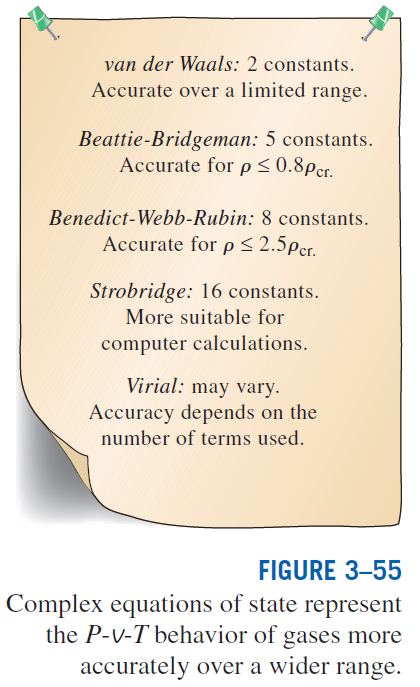 van der Waals: 2 constants.
Accurate over a limited range.
Beattie-Bridgeman: 5 constants.
Accurate for ρ ≤ 0.8ρcr.
Benedict-Webb-Rubin: 8 constants.
Accurate for ρ ≤ 2.5ρcr.
Strobridge: 16 constants.
More suitable for
computer calculations.
Virial: may vary.
Accuracy depends on the
number of terms used.
FIGURE 3–55
Complex equations of state represent
the P-v-T behavior of gases more
accurately over a wider range.